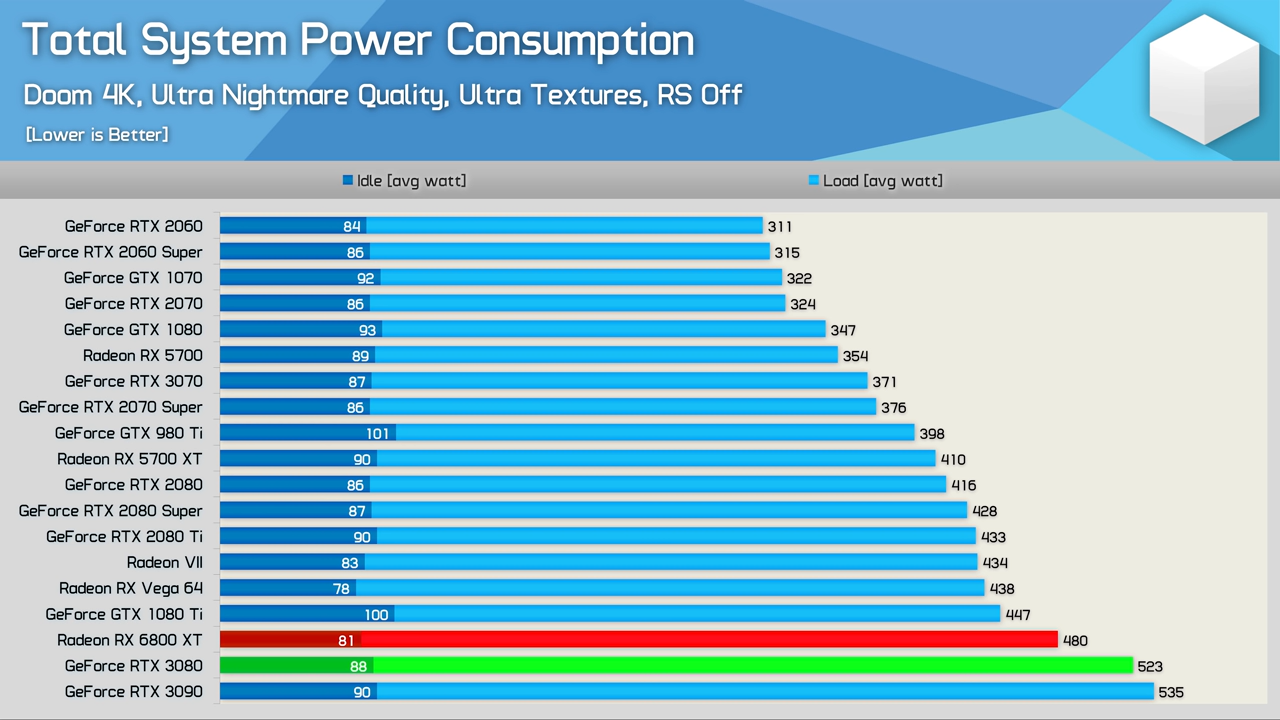 Total System Power Consumption
Doom 4K, Ultra Nightmare Quality, Ultra Textures, RS Off
[Lower is Better]
Idle [avg watt] Load [avg watt]
GeForce RTX 2060 84 311
GeForce RTX 2060 Super 86 315
GeForce GTX 1070 92 322
GeForce RTX 2070 86 324
GeForce GTX 1080 93 347
Radeon RX 5700 89 354
GeForce RTX 3070 87 371
GeForce RTX 2070 Super 86 376
GeForce GTX 980 Ti 101 398
Radeon RX 5700 XT 90 410
GeForce RTX 2080 86 416
GeForce RTX 2080 Super 87 428
GeForce RTX 2080 Ti 90 433
Radeon VII 83 434
Radeon RX Vega 64 78 438
GeForce GTX 1080 Ti 100 447
Radeon RX 6800 XT 81 480
GeForce RTX 3080 88 523
GeForce RTX 3090 90 535